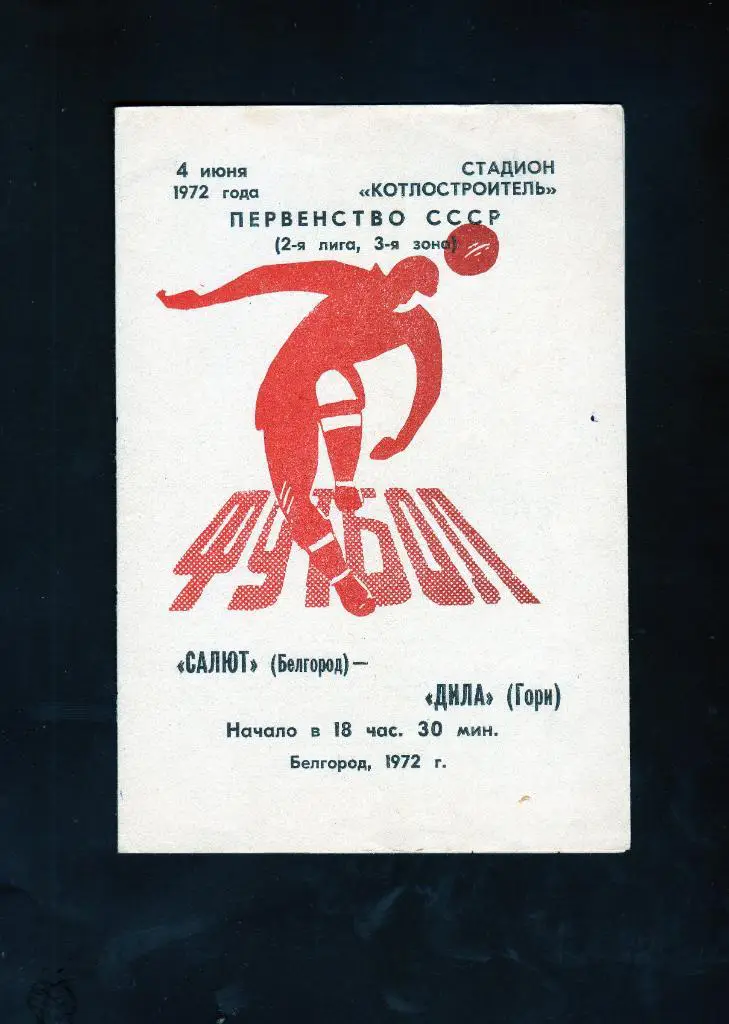 4 июня
1972 года
СТАДИОН
«КОТЛОСТРОИТЕЛЬ»
ПЕРВЕНСТВО СССР
(2-я лига, 3-я зона)
ФУТБОЛ
«САЛЮТ» (Белгород)—
«ДИЛА» (Гори)
Начало в 18 час. 30 мин.
Белгород, 1972 г.